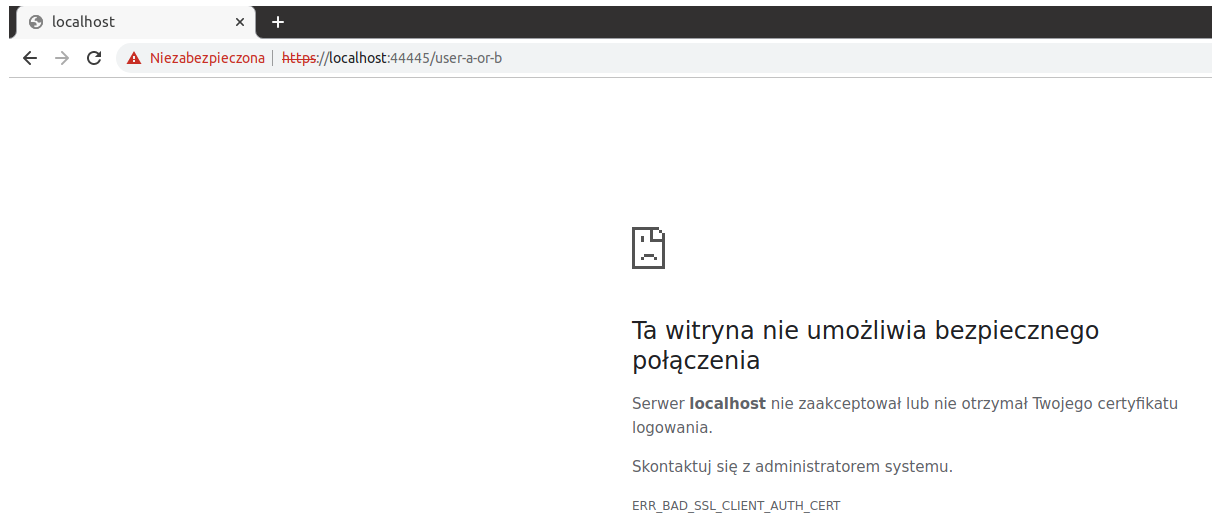 localhost
Niezabezpieczona https://localhost:44445/user-a-or-b
Ta witryna nie umożliwia bezpiecznego
połączenia
Serwer localhost nie zaakceptował lub nie otrzymał Twojego certyfikatu
logowania.
Skontaktuj się z administratorem systemu.
ERR_BAD_SSL_CLIENT_AUTH_CERT